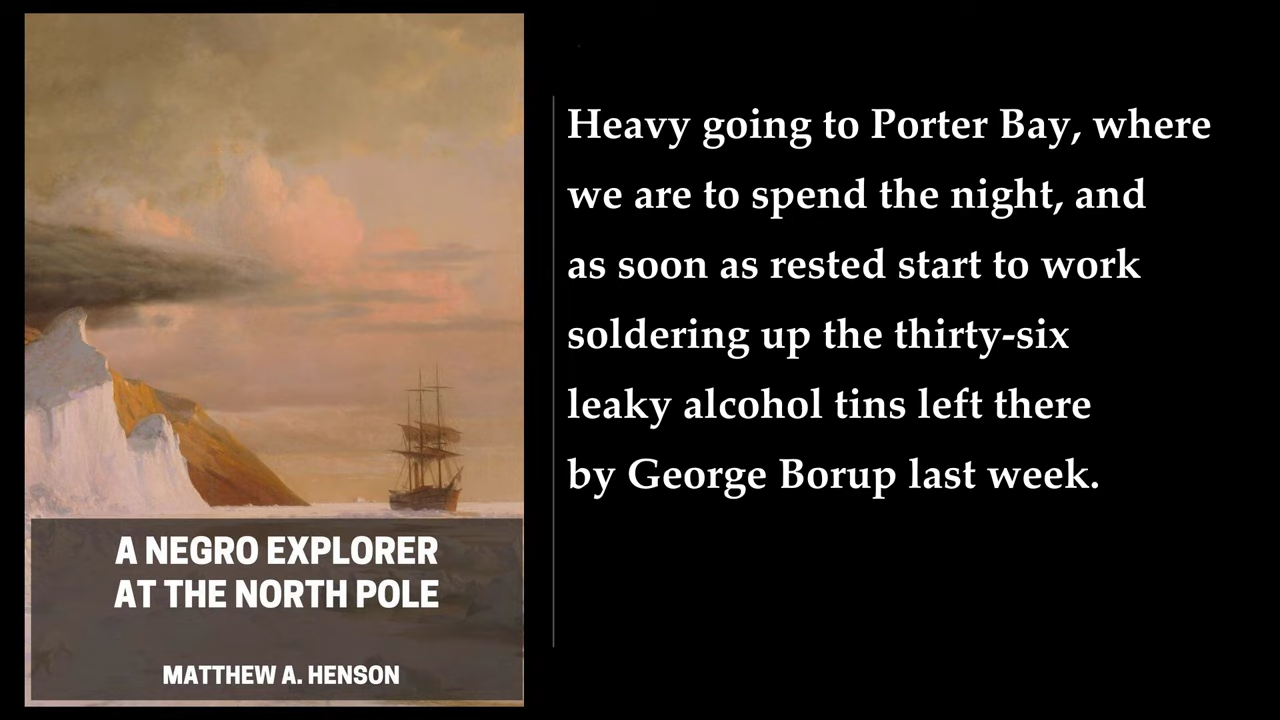 A NEGRO EXPLORER
AT THE NORTH POLE
MATTHEW A. HENSON
Heavy going to Porter Bay, where
we are to spend the night, and
as soon as rested start to work
soldering up the thirty-six
leaky alcohol tins left there
by George Borup last week.